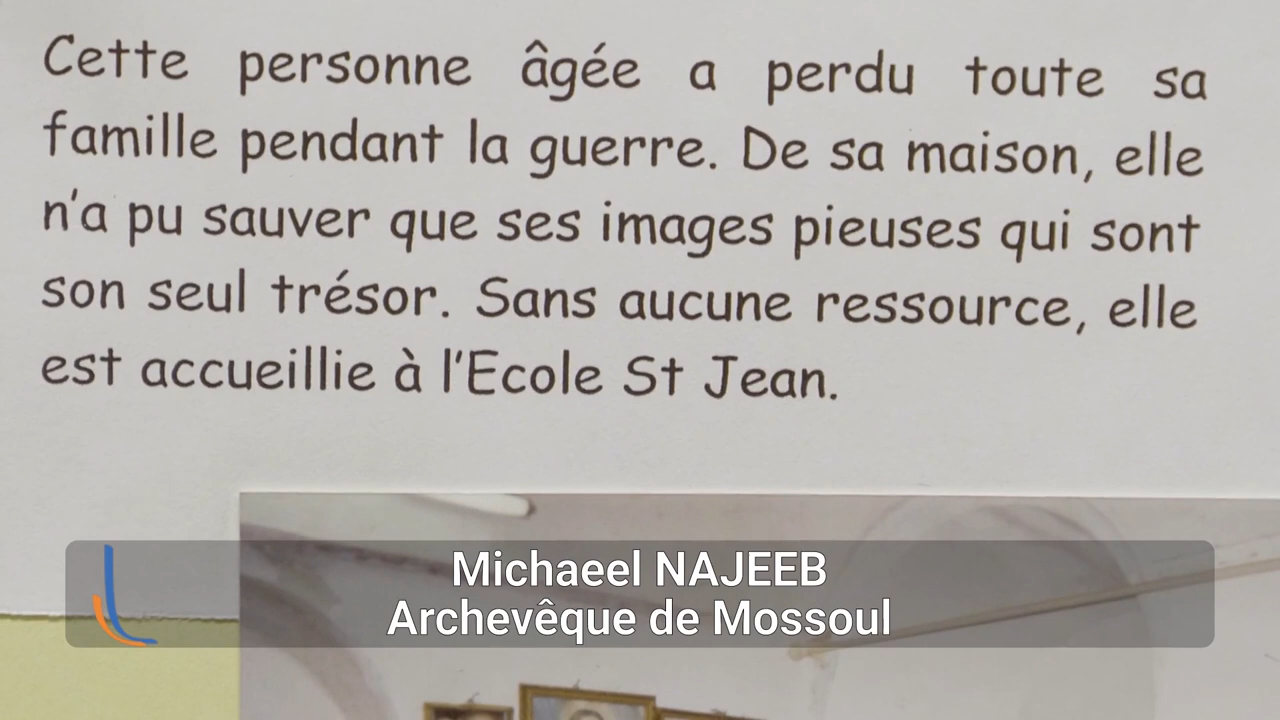 Cette personne âgée a perdu toute sa
famille pendant la guerre. De sa maison, elle
n'a pu sauver que ses images pieuses qui sont
son seul trésor. Sans aucune ressource, elle
est accueillie à l'Ecole St Jean.
Michaeel NAJEEB
Archevêque de Mossoul